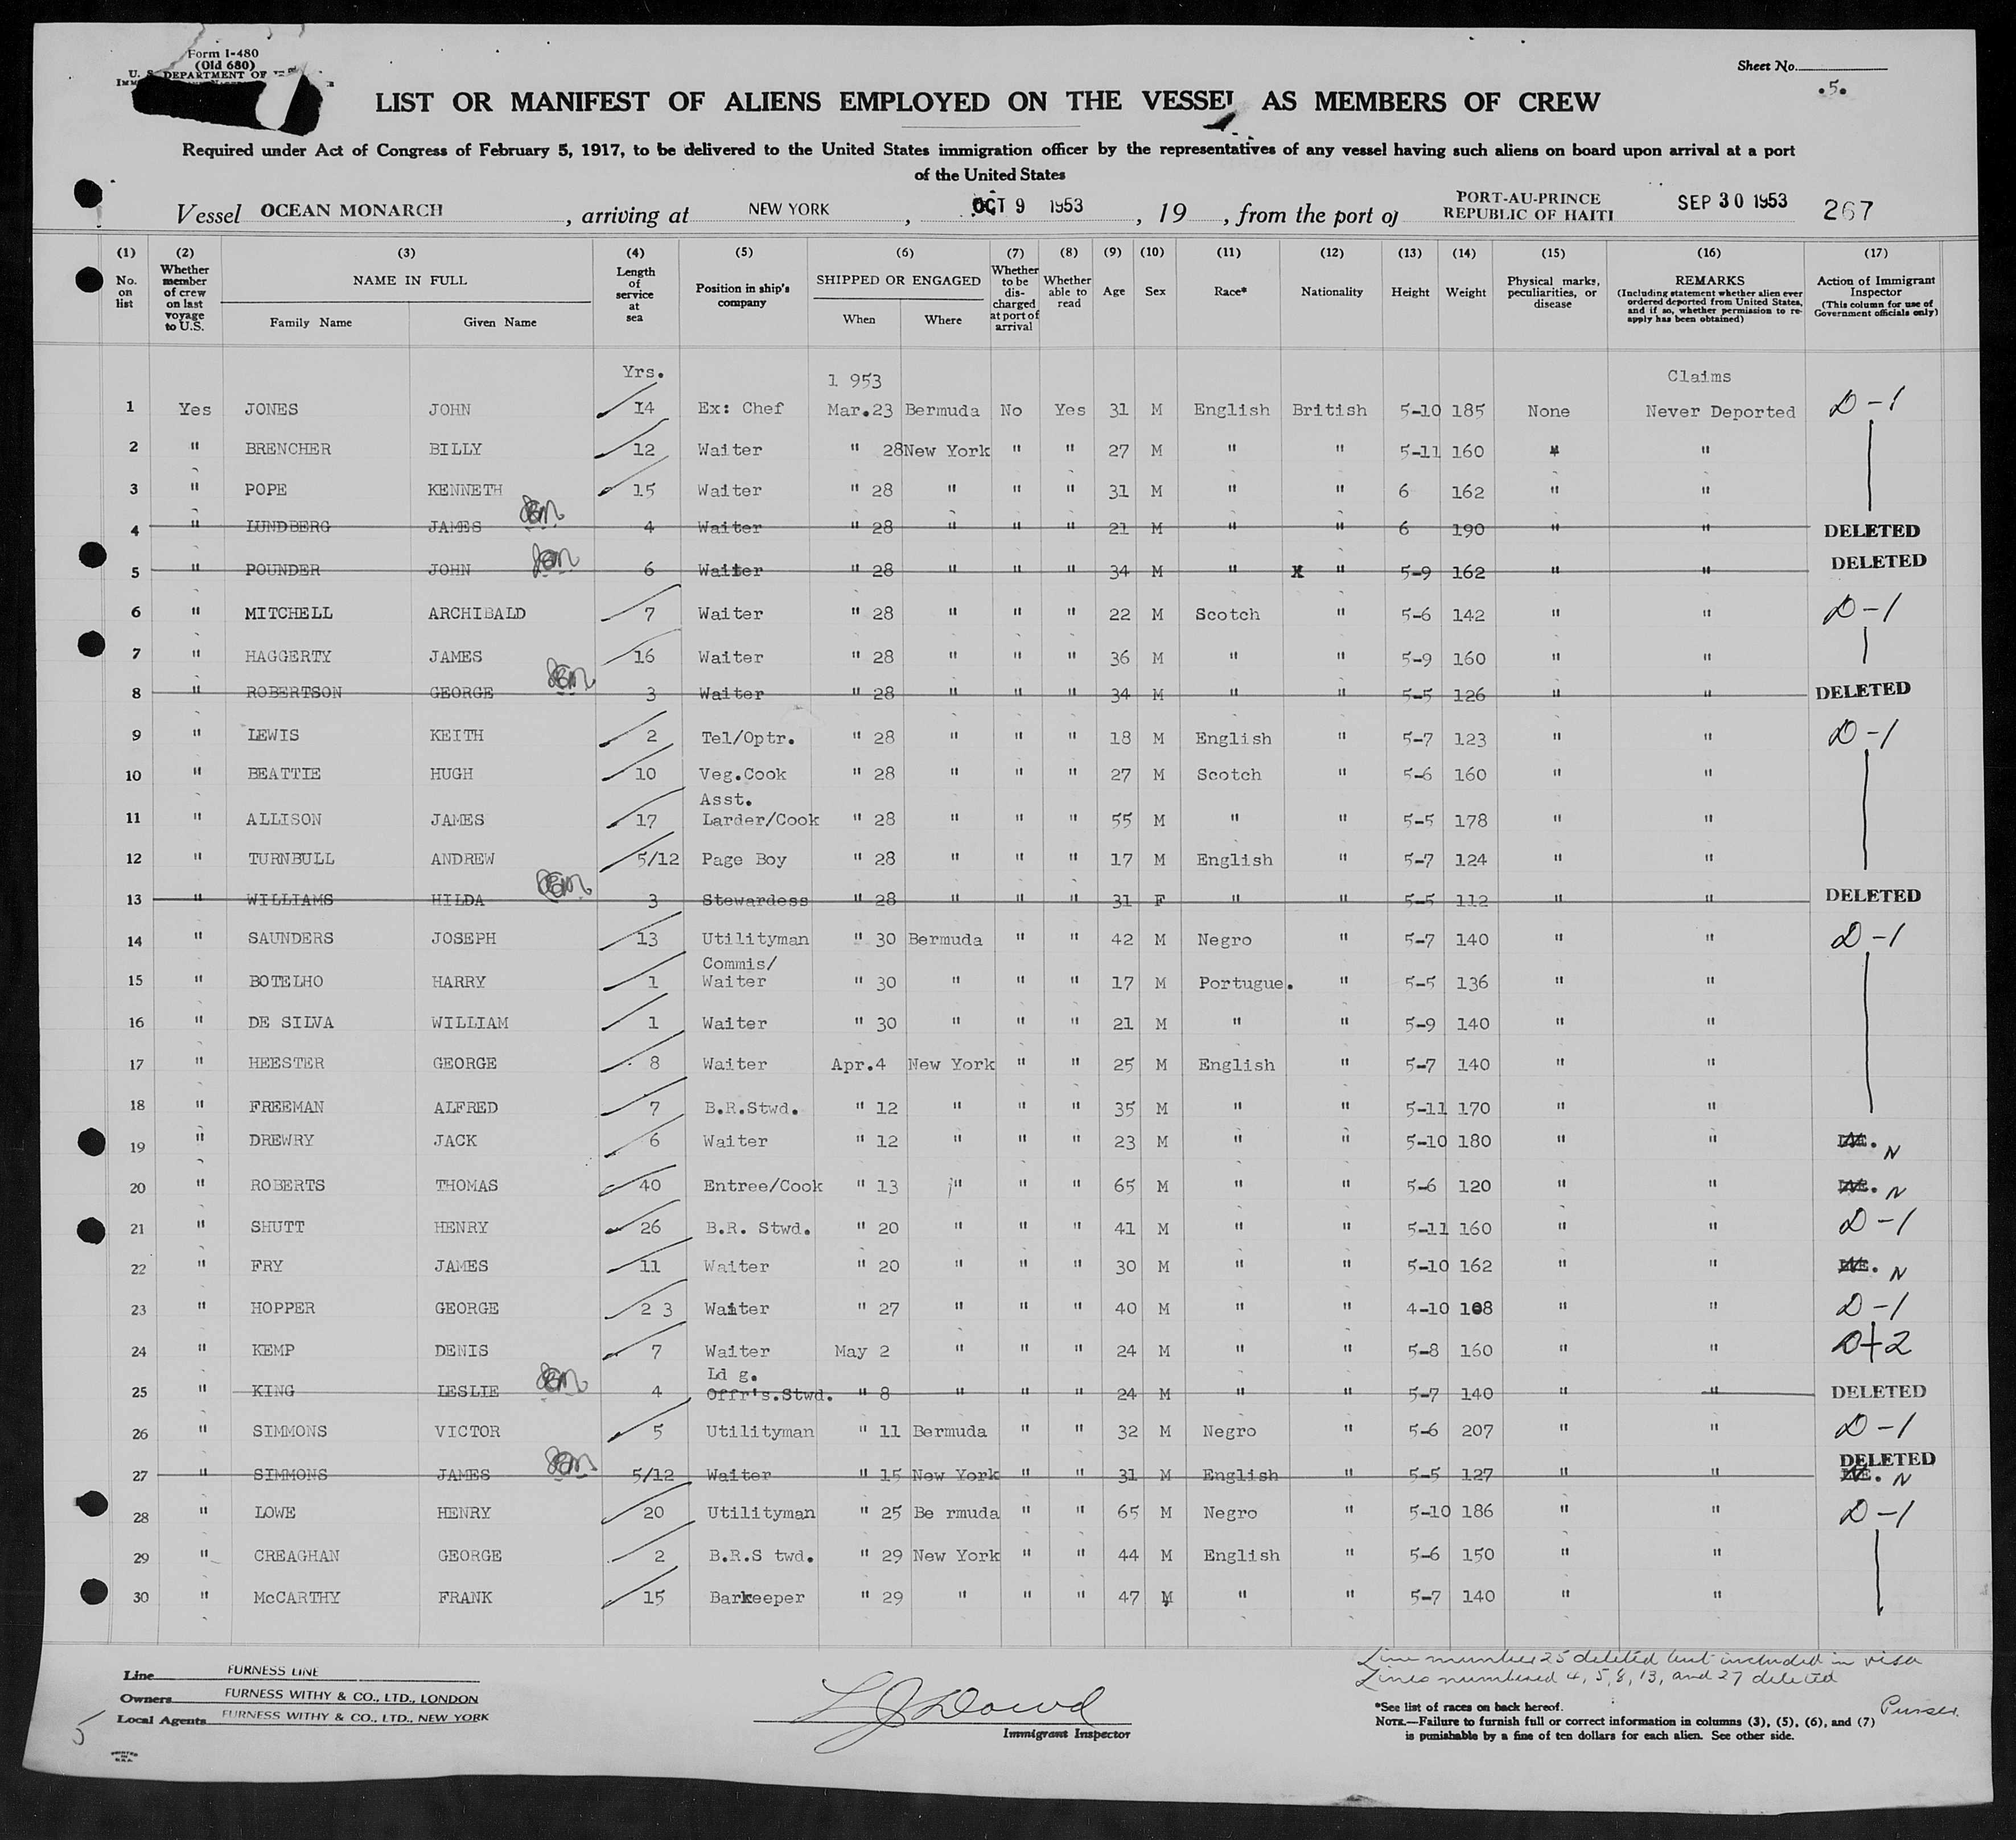 Form I-480
(Old 680)
U. S. DEPARTMENT OF
Sheet No.
.5.
LIST OR MANIFEST OF ALIENS EMPLOYED ON THE VESSEL AS MEMBERS OF CREW
Required under Act of Congress of February 5, 1917, to be delivered to the United States immigration officer by the representatives of any vessel having such aliens on board upon arrival at a port
of the United States
Vessel OCEAN MONARCH , arriving at NEW YORK , OCT 9 1953 , 19 , from the port of PORT-AU-PRINCE REPUBLIC OF HAITI SEP 30 1953 267
(1) (2) (3) (4) (5) (6) (7) (8) (9) (10) (11) (12) (13) (14) (15) (16) (17)
No. on list
Whether member of crew on last voyage to U.S.
NAME IN FULL
Family Name Given Name
Length of service at sea
Position in ship's company
SHIPPED OR ENGAGED
When Where
Whether to be discharged at port of arrival
Whether able to read
Age Sex Race* Nationality Height Weight
Physical marks, peculiarities, or disease
REMARKS
(Including statement whether alien ever ordered deported from United States, and if so, whether permission to re-apply has been obtained)
Action of Immigrant Inspector
(This column for use of Government officials only)
Yrs. 1 953 Claims
1 Yes JONES JOHN 14 Ex: Chef Mar.23 Bermuda No Yes 31 M English British 5-10 185 None Never Deported D-1
2 " BRENCHER BILLY 12 Waiter " 28 New York " " 27 M " " 5-11 160 " "
3 " POPE KENNETH 15 Waiter " 28 " " " 31 M " " 6 162 " "
4 " LUNDBERG JAMES 4 Waiter " 28 " " " 21 M " " 6 190 " " DELETED
5 " POUNDER JOHN 6 Waiter " 28 " " " 34 M " X " 5-9 162 " " DELETED
6 " MITCHELL ARCHIBALD 7 Waiter " 28 " " " 22 M Scotch " 5-6 142 " " D-1
7 " HAGGERTY JAMES 16 Waiter " 28 " " " 36 M " " 5-9 160 " "
8 " ROBERTSON GEORGE 3 Waiter " 28 " " " 34 M " " 5-5 126 " " DELETED
9 " LEWIS KEITH 2 Tel/Optr. " 28 " " " 18 M English " 5-7 123 " " D-1
10 " BEATTIE HUGH 10 Veg.Cook " 28 " " " 27 M Scotch " 5-6 160 " "
Asst.
11 " ALLISON JAMES 17 Larder/Cook " 28 " " " 55 M " " 5-5 178 " "
12 " TURNBULL ANDREW 5/12 Page Boy " 28 " " " 17 M English " 5-7 124 " "
13 " WILLIAMS HILDA 3 Stewardess " 28 " " " 31 F " " 5-5 112 " " DELETED
14 " SAUNDERS JOSEPH 13 Utilityman " 30 Bermuda " " 42 M Negro " 5-7 140 " " D-1
Commis/
15 " BOTELHO HARRY 1 Waiter " 30 " " " 17 M Portugue. " 5-5 136 " "
16 " DE SILVA WILLIAM 1 Waiter " 30 " " " 21 M " " 5-9 140 " "
17 " HEESTER GEORGE 8 Waiter Apr.4 New York " " 25 M English " 5-7 140 " "
18 " FREEMAN ALFRED 7 B.R.Stwd. " 12 " " " 35 M " " 5-11 170 " "
19 " DREWRY JACK 6 Waiter " 12 " " " 23 M " " 5-10 180 " " N
20 " ROBERTS THOMAS 40 Entree/Cook " 13 " " " 65 M " " 5-6 120 " " N
21 " SHUTT HENRY 26 B.R. Stwd. " 20 " " " 41 M " " 5-11 160 " " D-1
22 " FRY JAMES 11 Waiter " 20 " " " 30 M " " 5-10 162 " " N
23 " HOPPER GEORGE 2 3 Waiter " 27 " " " 40 M " " 4-10 108 " " D-1
24 " KEMP DENIS 7 Waiter May 2 " " " 24 M " " 5-8 160 " " D+2
Ld g.
25 " KING LESLIE 4 Offr's.Stwd. " 8 " " " 24 M " " 5-7 140 " " DELETED
26 " SIMMONS VICTOR 5 Utilityman " 11 Bermuda " " 32 M Negro " 5-6 207 " " D-1
27 " SIMMONS JAMES 5/12 Waiter " 15 New York " " 31 M English " 5-5 127 " " DELETED N
28 " LOWE HENRY 20 Utilityman " 25 Be rmuda " " 65 M Negro " 5-10 186 " " D-1
29 " CREAGHAN GEORGE 2 B.R.S twd. " 29 New York " " 44 M English " 5-6 150 " "
30 " McCARTHY FRANK 15 Barkeeper " 29 " " " 47 M " " 5-7 140 " "
Line number 25 deleted but included in visa
Lines numbered 4, 5, 8, 13, and 27 deleted
Purser.
Line FURNESS LINE
Owners FURNESS WITHY & CO., LTD., LONDON
Local Agents FURNESS WITHY & CO., LTD., NEW YORK
5
Immigrant Inspector
*See list of races on back hereof.
NOTE.—Failure to furnish full or correct information in columns (3), (5), (6), and (7)
is punishable by a fine of ten dollars for each alien. See other side.
PRINTED IN U.S.A.